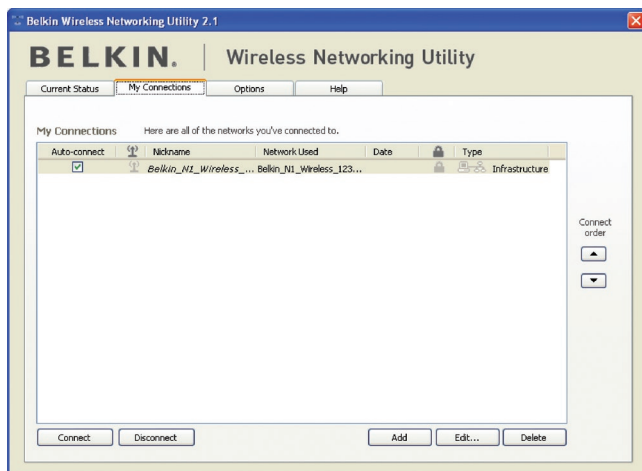 Belkin Wireless Networking Utility 2.1
BELKIN. Wireless Networking Utility
Current Status My Connections Options Help
My Connections Here are all of the networks you've connected to.
Auto-connect Nickname Network Used Date Type
Belkin_N1_Wireless_... Belkin_N1_Wireless_123... Infrastructure
Connect
order
Connect Disconnect Add Edit... Delete